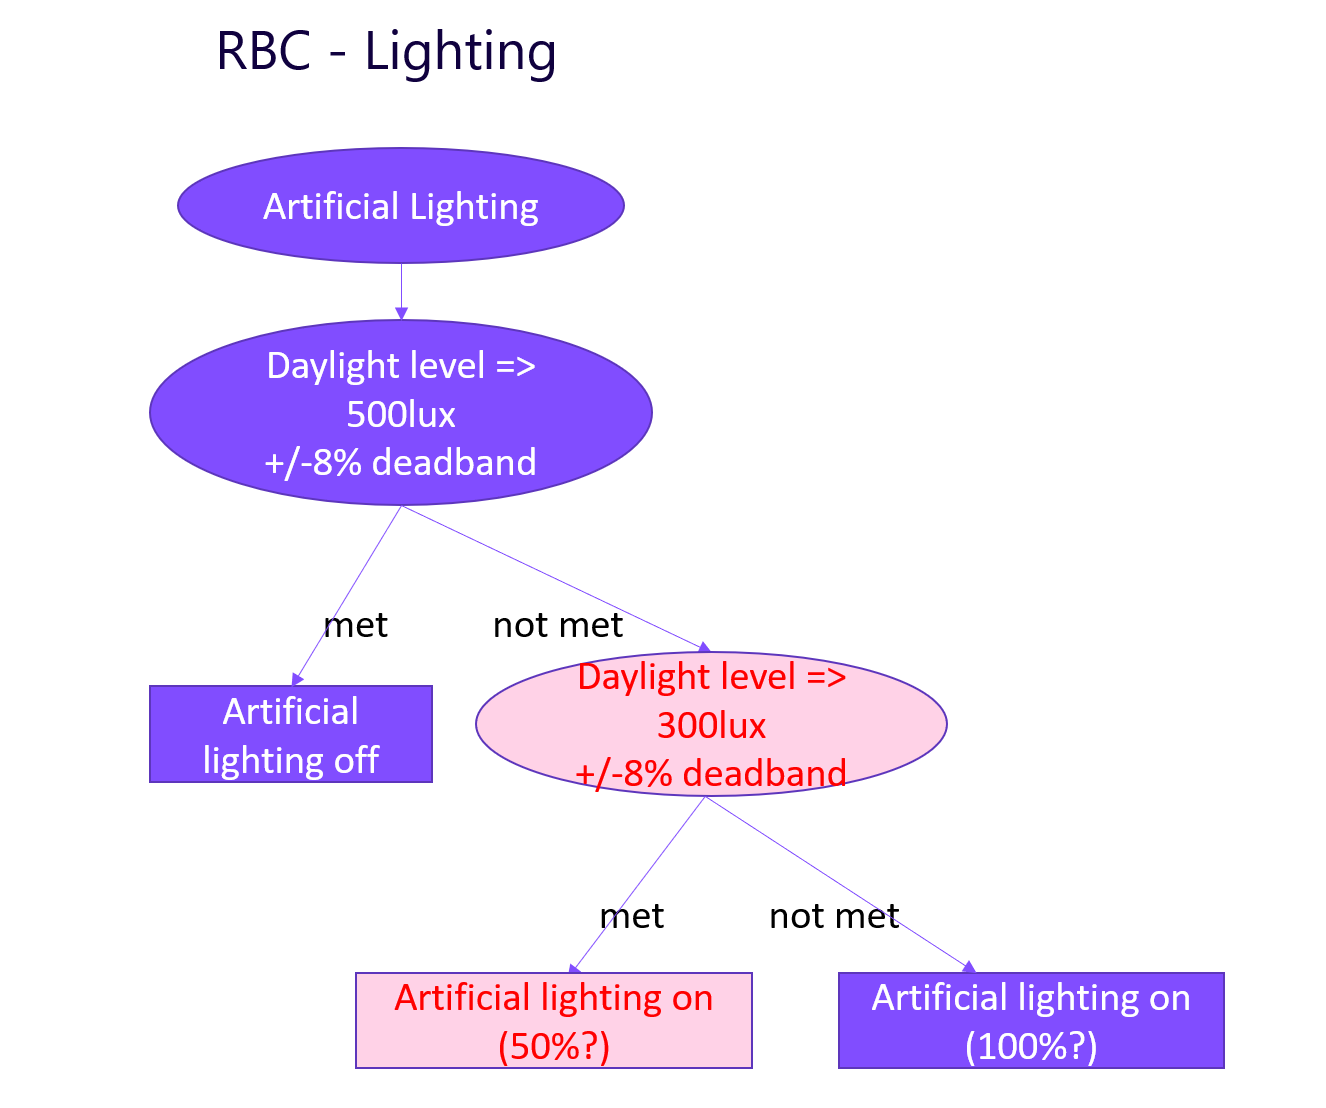 RBC - Lighting
Artificial Lighting
Daylight level =>
500lux
+/-8% deadband
met
not met
Artificial
lighting off
Daylight level =>
300lux
+/-8% deadband
met
not met
Artificial lighting on
(50%?)
Artificial lighting on
(100%?)